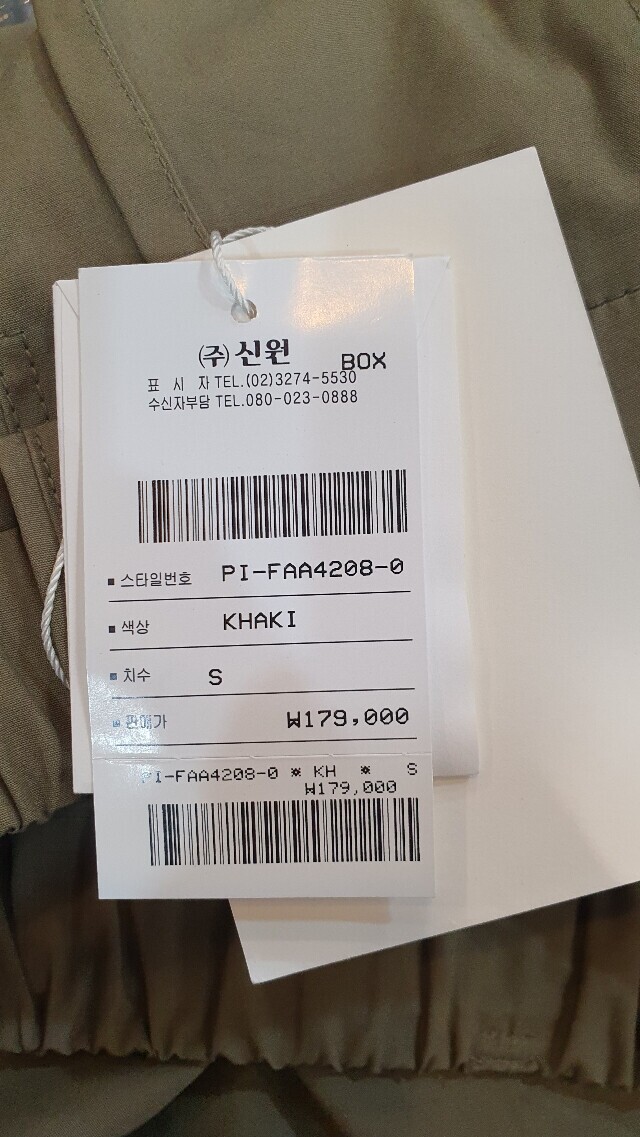 (주)신원 BOX
표 시 자 TEL.(02)3274-5530
수신자부담 TEL.080-023-0888
스타일번호 PI-FAA4208-0
색상 KHAKI
치수 S
판매가 ₩179,000
PI-FAA4208-0 * KH * S
₩179,000